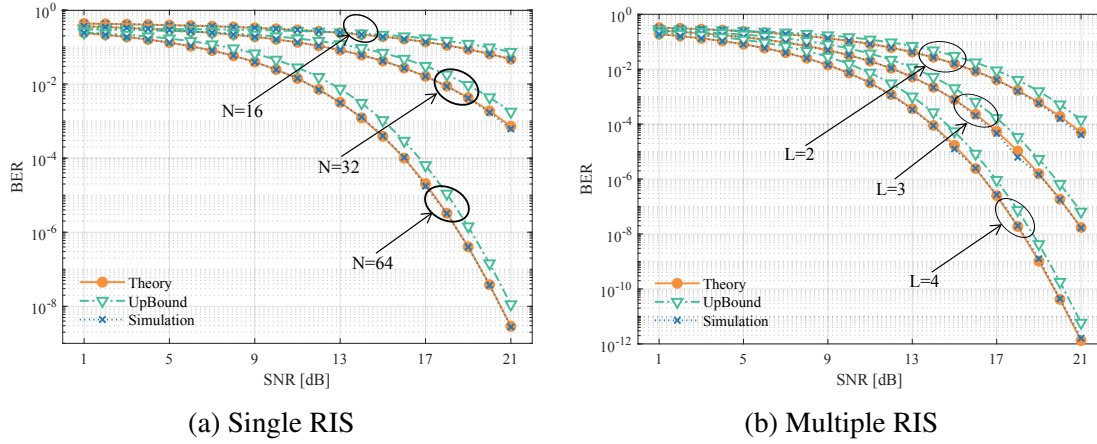 10^0
10^-2
10^-4
10^-6
10^-8
BER
N=16
N=32
N=64
Theory
UpBound
Simulation
1 5 9 13 17 21
SNR [dB]
(a) Single RIS
10^0
10^-2
10^-4
10^-6
10^-8
10^-10
10^-12
BER
L=2
L=3
L=4
Theory
UpBound
Simulation
1 5 9 13 17 21
SNR [dB]
(b) Multiple RIS